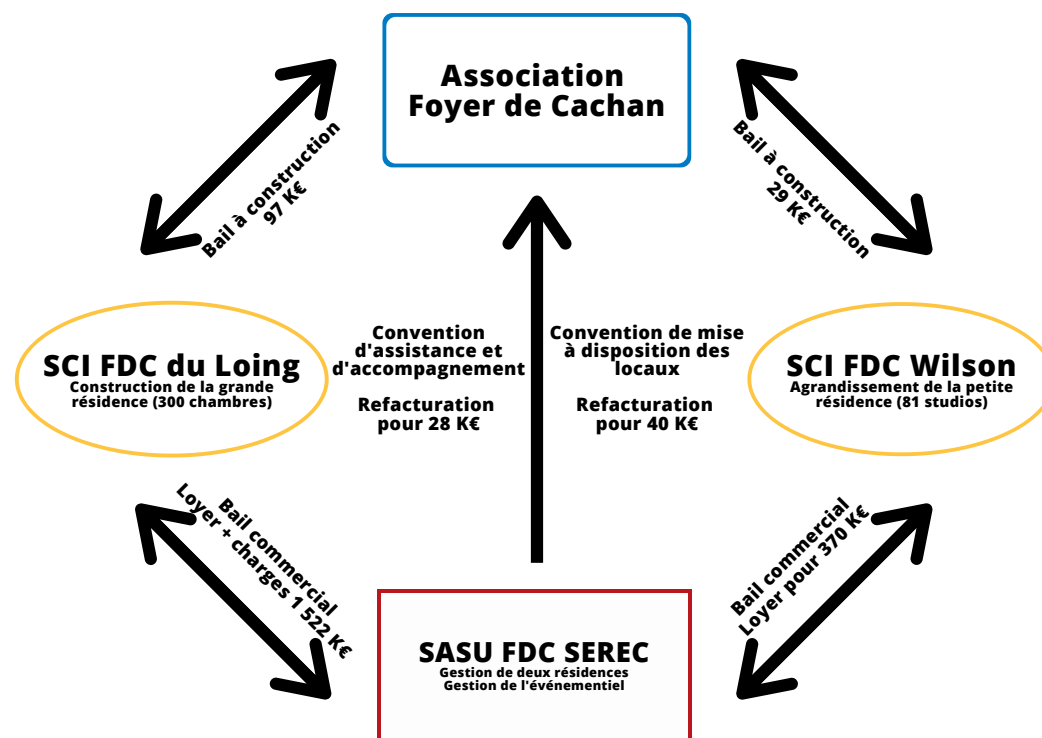 Association
Foyer de Cachan
Bail à construction
97 K€
Bail à construction
29 K€
Convention
d'assistance et
d'accompagnement
Refacturation
pour 28 K€
Convention de mise
à disposition des
locaux
Refacturation
pour 40 K€
SCI FDC du Loing
Construction de la grande
résidence (300 chambres)
SCI FDC Wilson
Agrandissement de la petite
résidence (81 studios)
Bail commercial
Loyer + charges 1 522 K€
Bail commercial
Loyer pour 370 K€
SASU FDC SEREC
Gestion de deux résidences
Gestion de l'événementiel